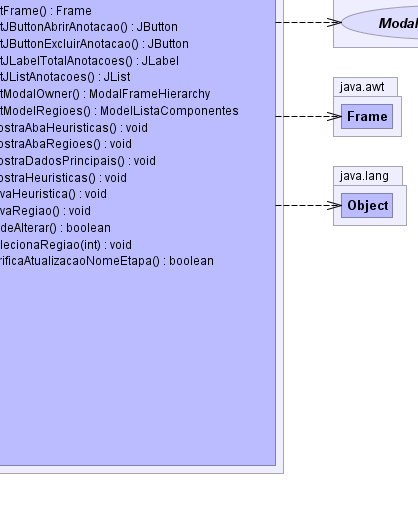 tFrame() : Frame
tJButtonAbrirAnotacao() : JButton
tJButtonExcluirAnotacao() : JButton
tJLabelTotalAnotacoes() : JLabel
tJListAnotacoes() : JList
tModalOwner() : ModalFrameHierarchy
tModelRegioes() : ModelListaComponentes
ostraAbaHeuristicas() : void
ostraAbaRegioes() : void
ostraDadosPrincipais() : void
ostraHeuristicas() : void
vaHeuristica() : void
vaRegiao() : void
deAlterar() : boolean
lecionaRegiao(int) : void
rificaAtualizacaoNomeEtapa() : boolean
Modal
java.awt
Frame
java.lang
Object